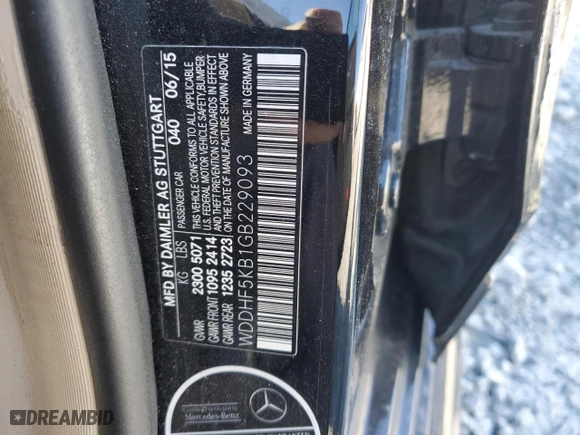 MFD BY DAIMLER AG STUTTGART
PASSENGER CAR 040 06/15
KG LBS
GVWR 2300 5071
GAWR FRONT 1095 2414
GAWR REAR 1235 2723
THIS VEHICLE CONFORMS TO ALL APPLICABLE
U.S. FEDERAL MOTOR VEHICLE SAFETY, BUMPER
AND THEFT PREVENTION STANDARDS IN EFFECT
ON THE DATE OF MANUFACTURE SHOWN ABOVE
WDDHF5KB1GB229093 MADE IN GERMANY
Mercedes-Benz
DREAMBID